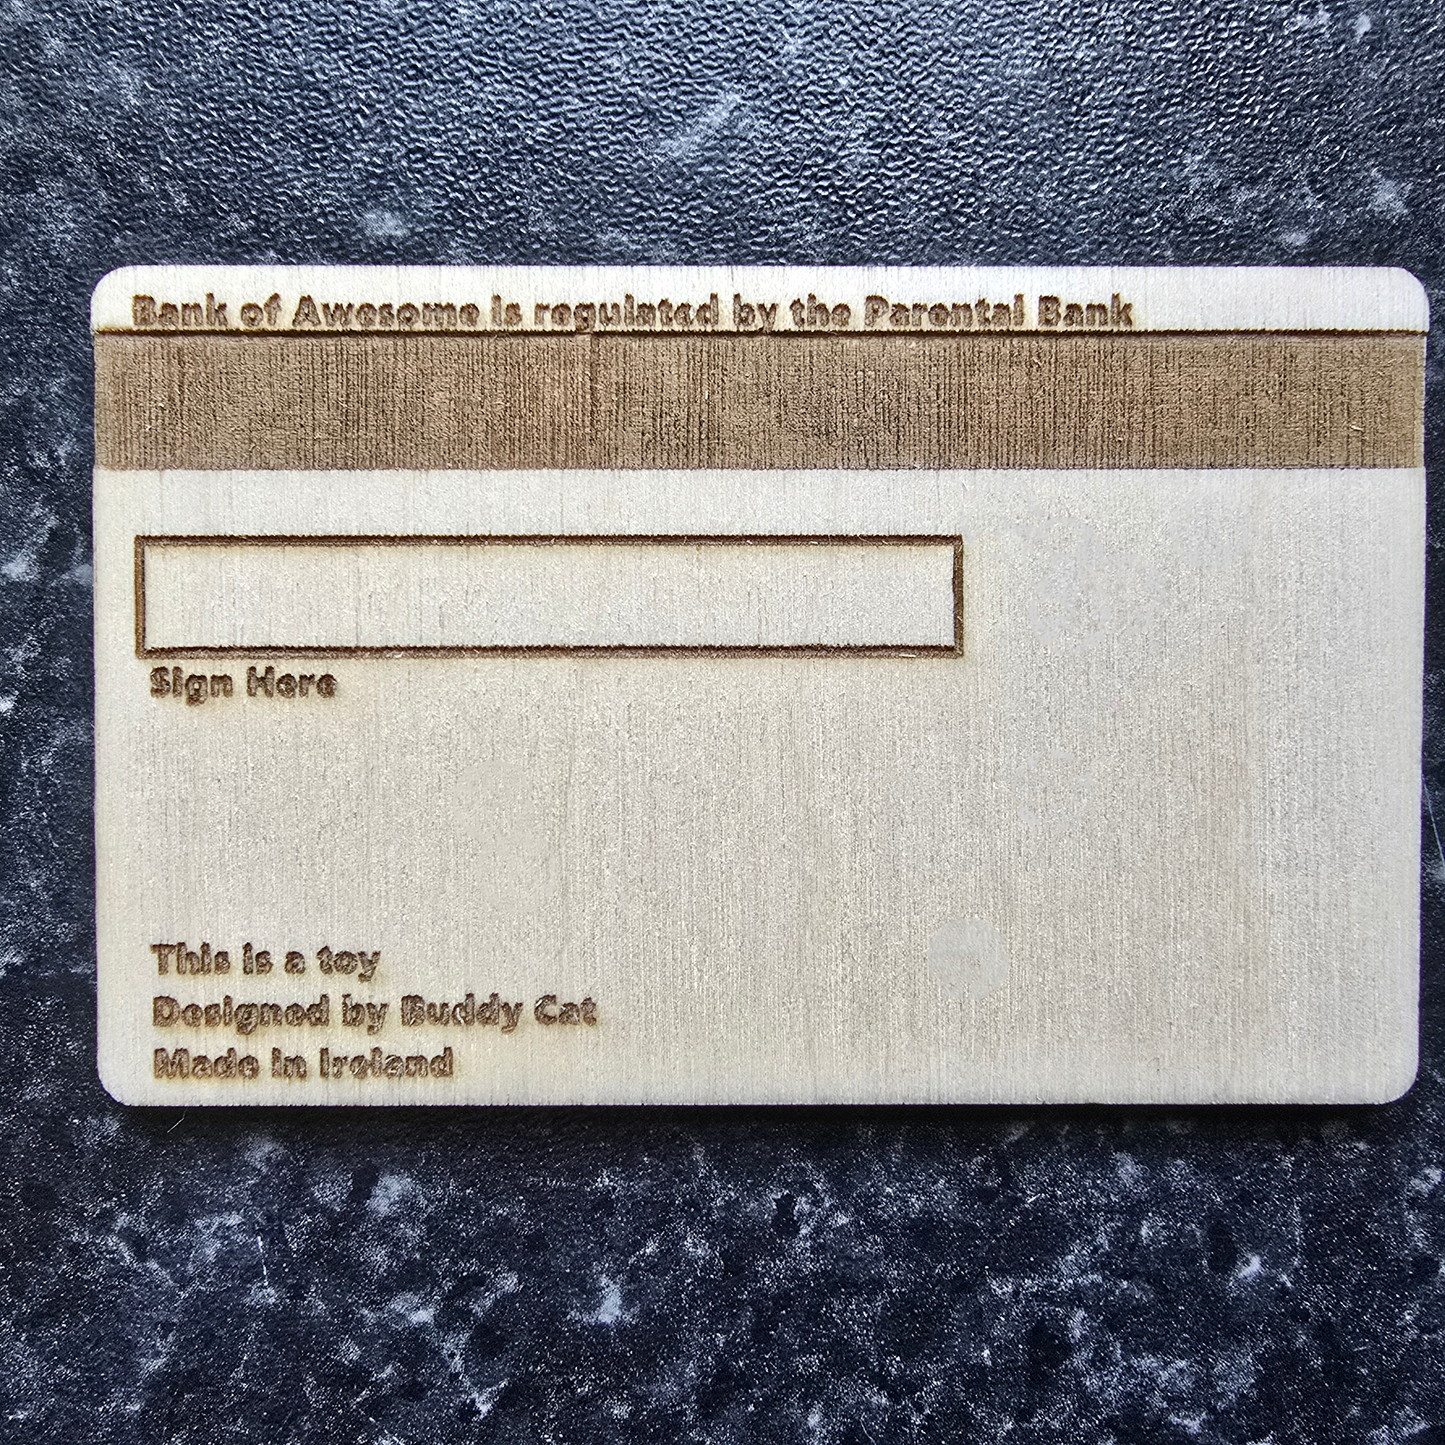 Bank of Awesome is regulated by the Parental Bank
Sign Here
This is a toy
Designed by Buddy Cat
Made in Ireland